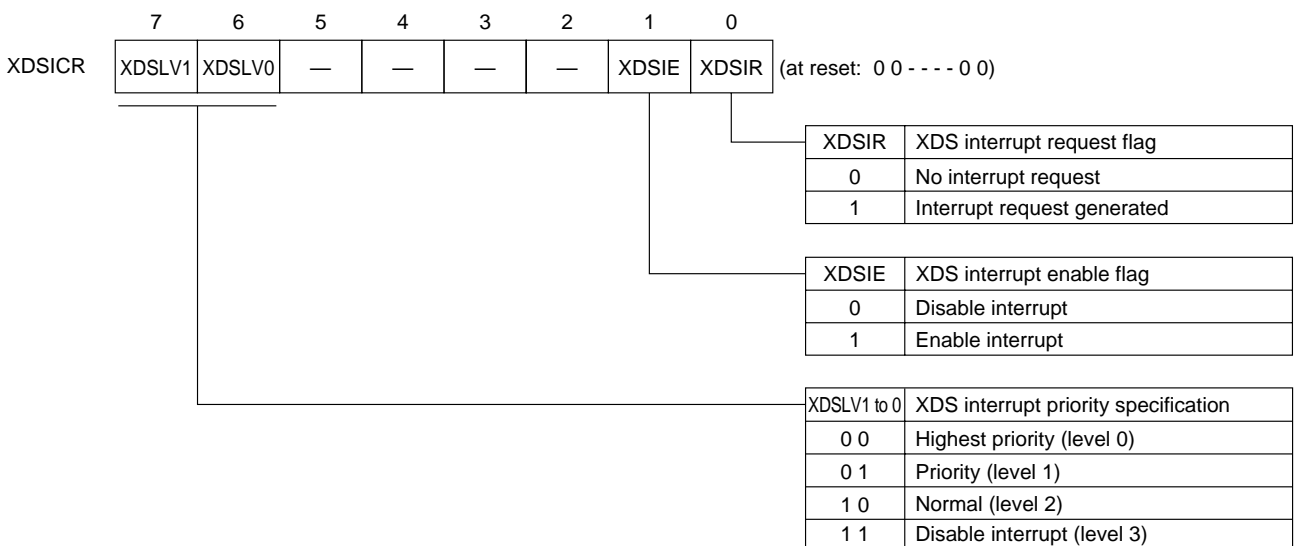 7 6 5 4 3 2 1 0
XDSICR XDSLV1 XDSLV0 — — — — XDSIE XDSIR (at reset: 0 0 - - - - 0 0)
XDSIR XDS interrupt request flag
0 No interrupt request
1 Interrupt request generated
XDSIE XDS interrupt enable flag
0 Disable interrupt
1 Enable interrupt
XDSLV1 to 0 XDS interrupt priority specification
0 0 Highest priority (level 0)
0 1 Priority (level 1)
1 0 Normal (level 2)
1 1 Disable interrupt (level 3)